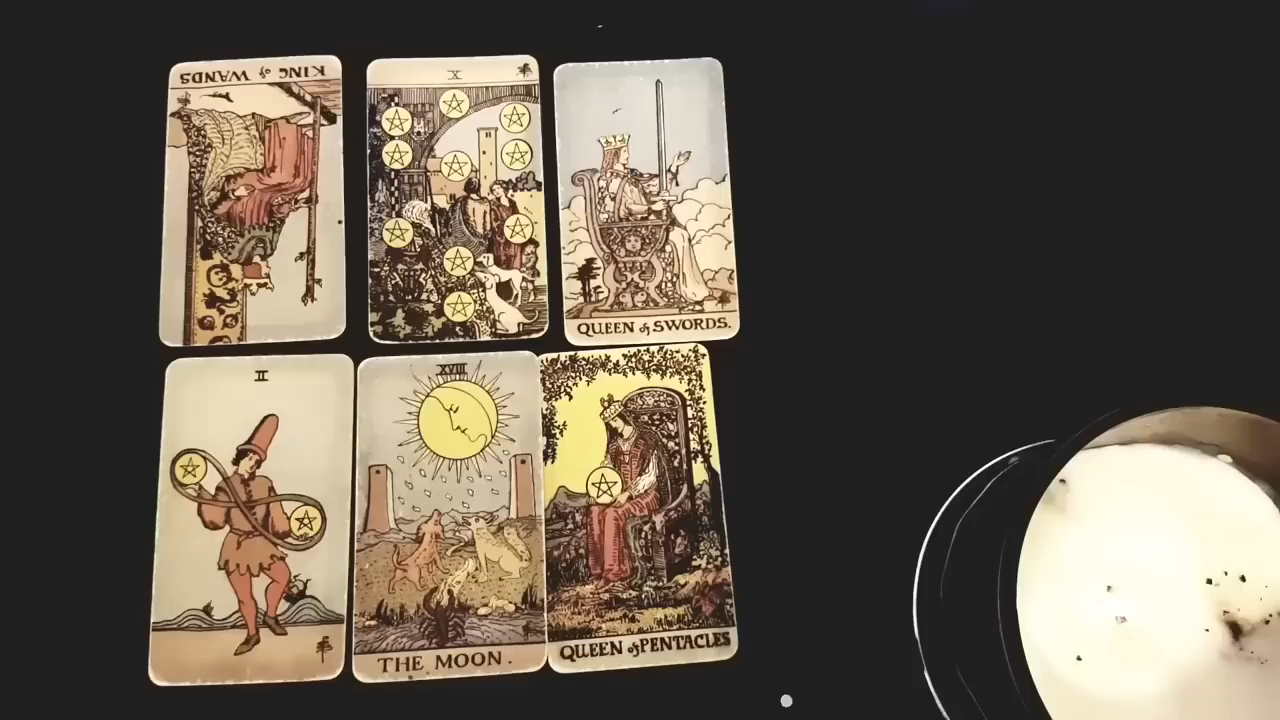 KING of WANDS
X
QUEEN of SWORDS.
II
XVIII
THE MOON.
QUEEN of PENTACLES